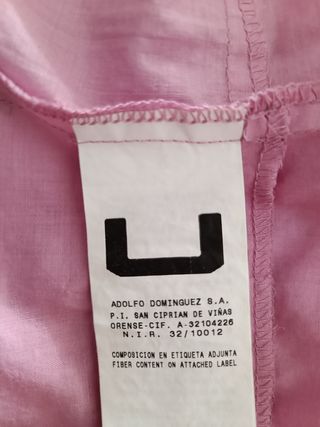 ADOLFO DOMINGUEZ S.A.
P.I. SAN CIPRIAN DE VIÑAS
ORENSE-CIF. A-32104226
N.I.R. 32/10012
COMPOSICION EN ETIQUETA ADJUNTA
FIBER CONTENT ON ATTACHED LABEL